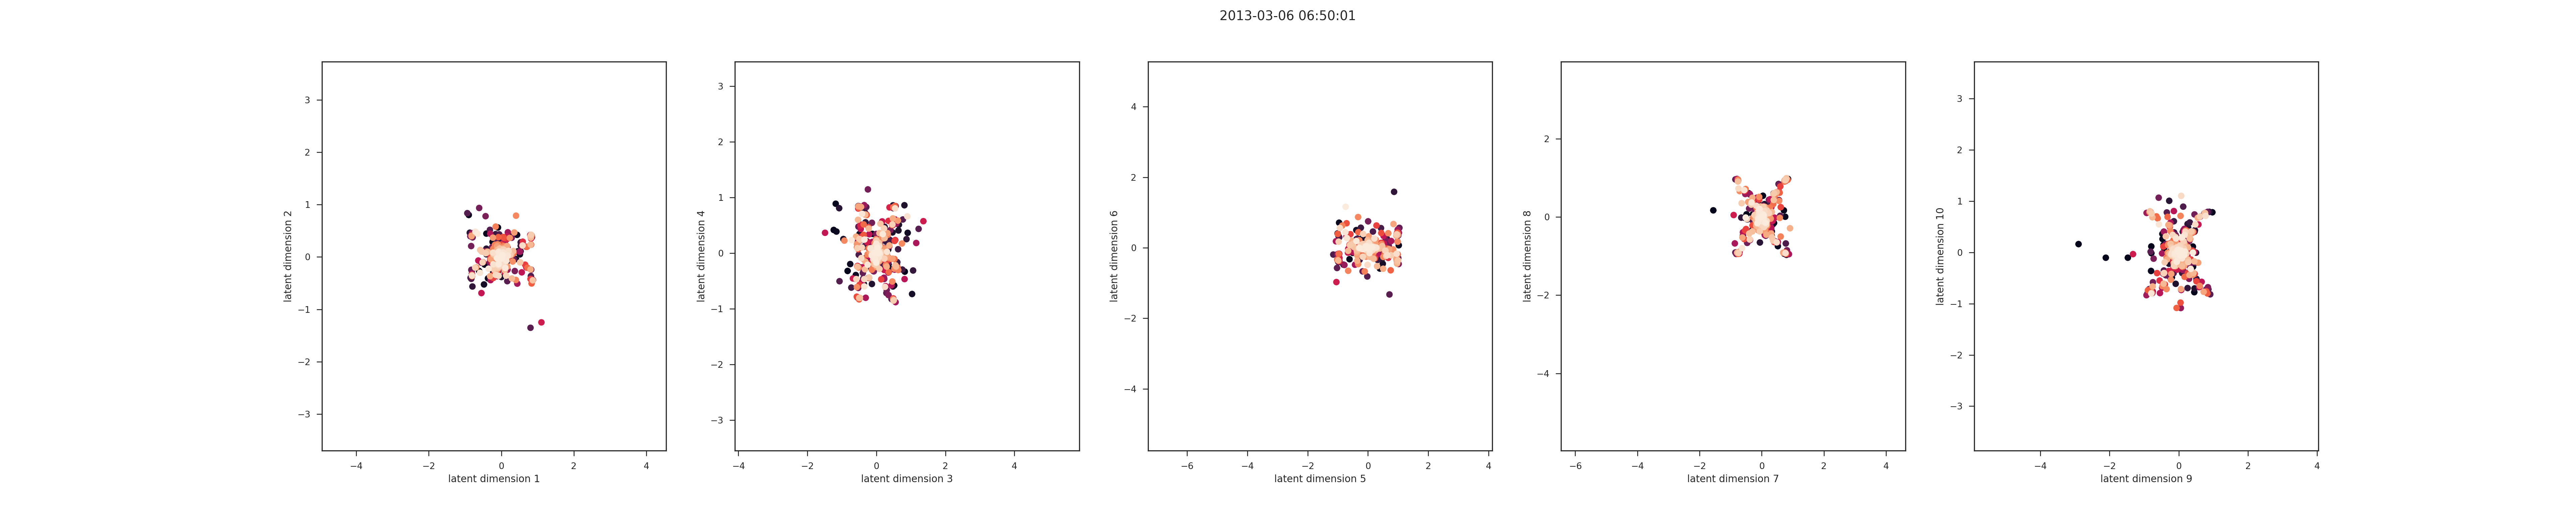 2013-03-06 06:50:01
latent dimension 2
3
2
1
0
−1
−2
−3
−4 −2 0 2 4
latent dimension 1
latent dimension 4
3
2
1
0
−1
−2
−3
−4 −2 0 2 4
latent dimension 3
latent dimension 6
4
2
0
−2
−4
−6 −4 −2 0 2 4
latent dimension 5
latent dimension 8
2
0
−2
−4
−6 −4 −2 0 2 4
latent dimension 7
latent dimension 10
3
2
1
0
−1
−2
−3
−4 −2 0 2 4
latent dimension 9